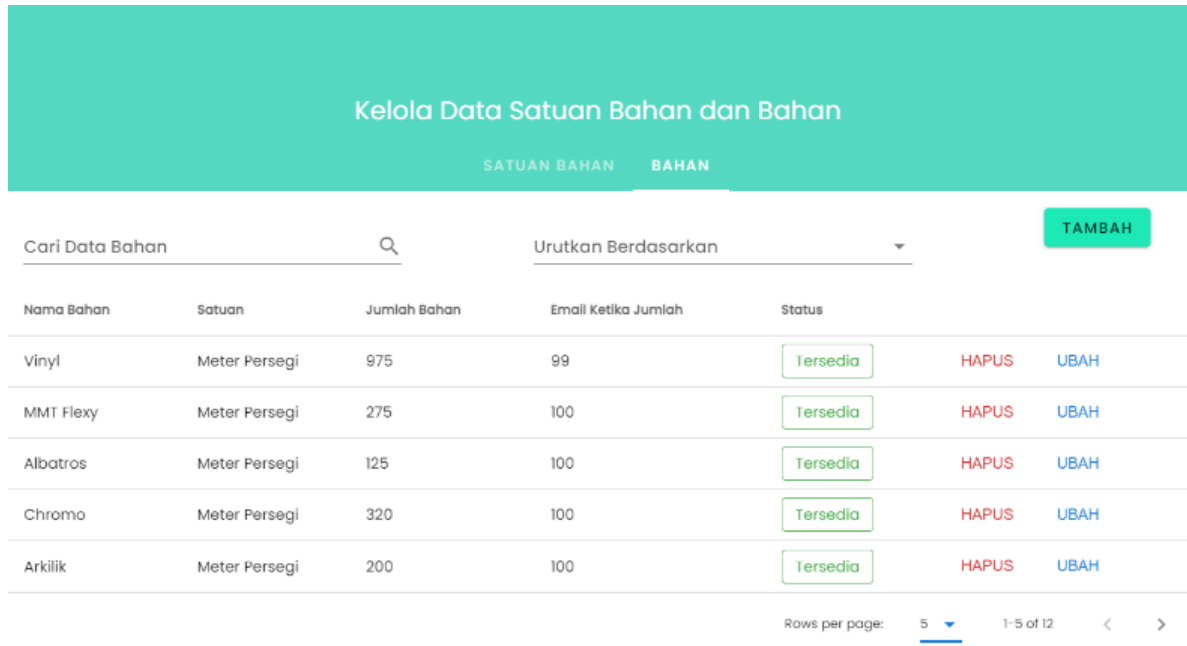 Kelola Data Satuan Bahan dan Bahan
SATUAN BAHAN BAHAN
TAMBAH
Cari Data Bahan Urutkan Berdasarkan
Nama Bahan Satuan Jumlah Bahan Email Ketika Jumlah Status
Vinyl Meter Persegi 975 99 Tersedia HAPUS UBAH
MMT Flexy Meter Persegi 275 100 Tersedia HAPUS UBAH
Albatros Meter Persegi 125 100 Tersedia HAPUS UBAH
Chromo Meter Persegi 320 100 Tersedia HAPUS UBAH
Arkilik Meter Persegi 200 100 Tersedia HAPUS UBAH
Rows per page: 5 1-5 of 12